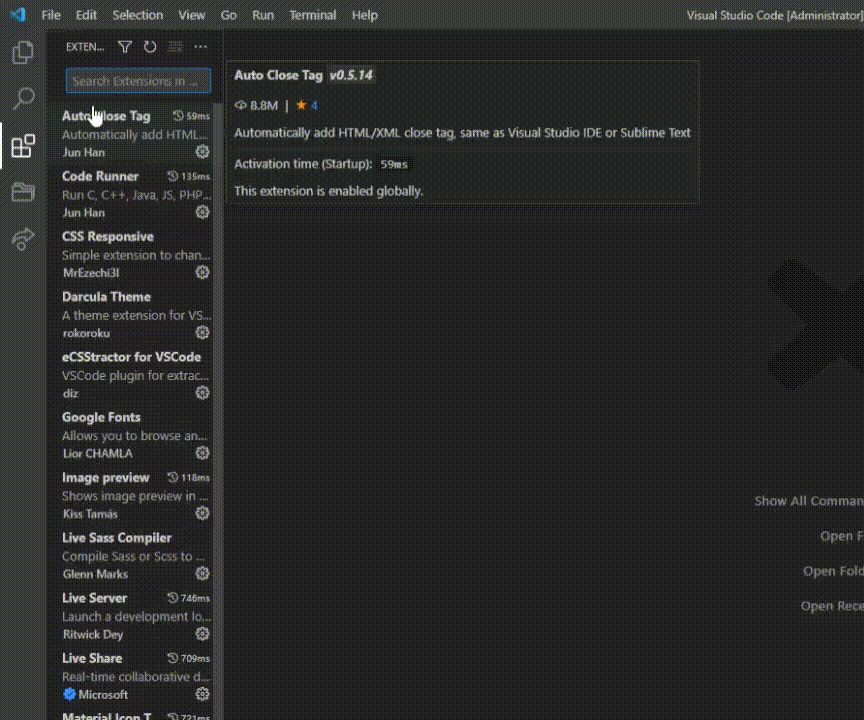 File Edit Selection View Go Run Terminal Help Visual Studio Code [Administrator]
EXTEN...
Search Extensions in ...
Auto Close Tag 59ms
Automatically add HTML...
Jun Han
Code Runner 135ms
Run C, C++, Java, JS, PHP...
Jun Han
CSS Responsive
Simple extension to chan...
MrEzechi3l
Darcula Theme
A theme extension for VS...
rokoroku
eCSStractor for VSCode
VSCode plugin for extrac...
diz
Google Fonts
Allows you to browse an...
Lior CHAMLA
Image preview 118ms
Shows image preview in ...
Kiss Tamás
Live Sass Compiler
Compile Sass or Scss to ...
Glenn Marks
Live Server 746ms
Launch a development lo...
Ritwick Dey
Live Share 709ms
Real-time collaborative d...
Microsoft
Material Icon T... 721ms
Auto Close Tag v0.5.14
8.8M | ★ 4
Automatically add HTML/XML close tag, same as Visual Studio IDE or Sublime Text
Activation time (Startup): 59ms
This extension is enabled globally.
Show All Comman
Open F
Open Fold
Open Rece